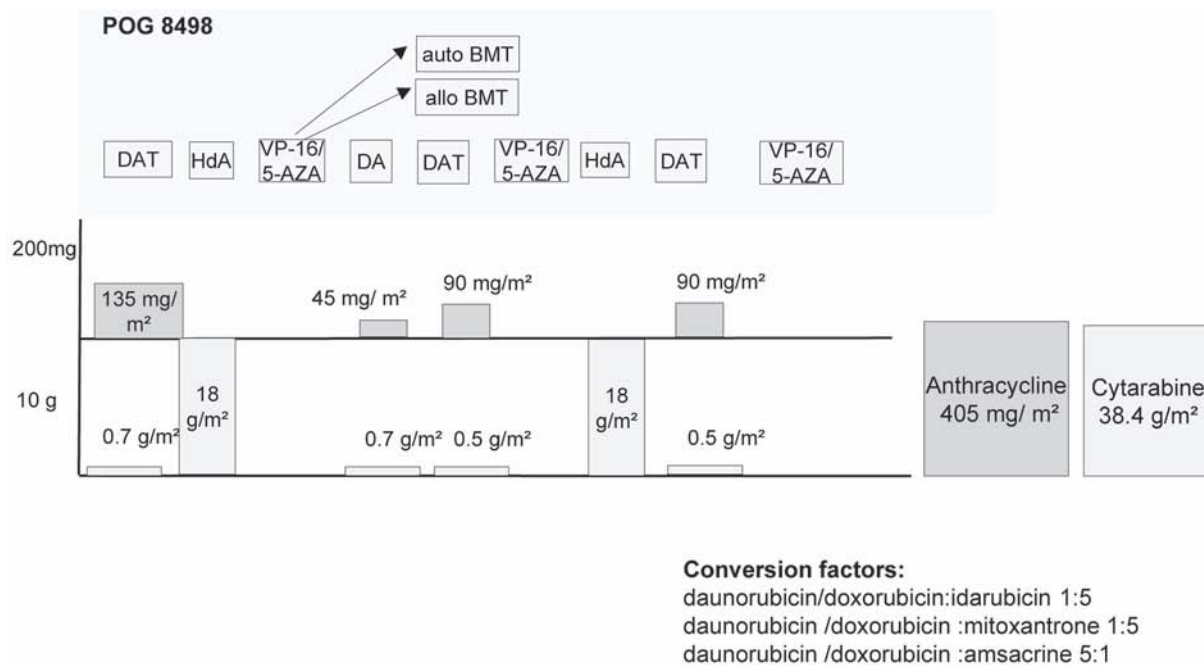 POG 8498
auto BMT
allo BMT
DAT
HdA
VP-16/
5-AZA
DA
DAT
VP-16/
5-AZA
HdA
DAT
VP-16/
5-AZA
200mg
135 mg/
m²
45 mg/ m²
90 mg/m²
90 mg/m²
10 g
0.7 g/m²
18
g/m²
0.7 g/m²
0.5 g/m²
18
g/m²
0.5 g/m²
Anthracycline
405 mg/ m²
Cytarabine
38.4 g/m²
Conversion factors:
daunorubicin/doxorubicin:idarubicin 1:5
daunorubicin /doxorubicin :mitoxantrone 1:5
daunorubicin /doxorubicin :amsacrine 5:1